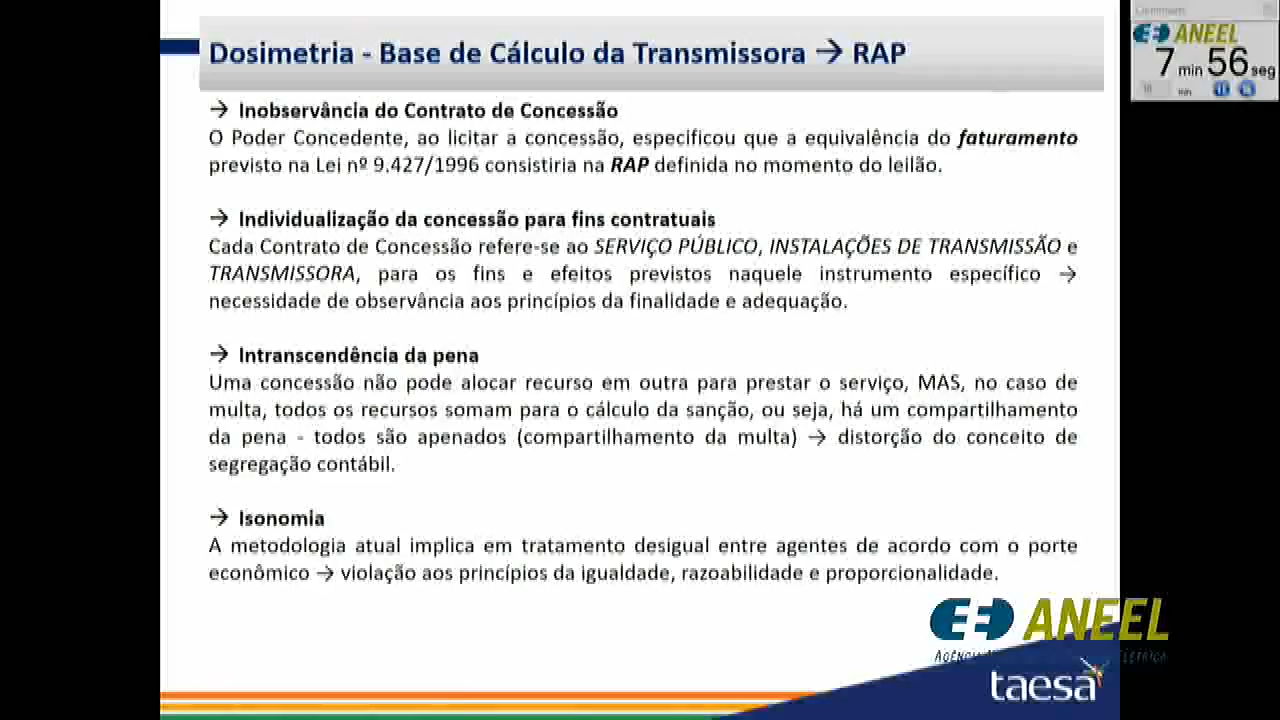 Dosimetria - Base de Cálculo da Transmissora → RAP
→ Inobservância do Contrato de Concessão
O Poder Concedente, ao licitar a concessão, especificou que a equivalência do faturamento
previsto na Lei nº 9.427/1996 consistiria na RAP definida no momento do leilão.
→ Individualização da concessão para fins contratuais
Cada Contrato de Concessão refere-se ao SERVIÇO PÚBLICO, INSTALAÇÕES DE TRANSMISSÃO e
TRANSMISSORA, para os fins e efeitos previstos naquele instrumento específico →
necessidade de observância aos princípios da finalidade e adequação.
→ Intranscendência da pena
Uma concessão não pode alocar recurso em outra para prestar o serviço, MAS, no caso de
multa, todos os recursos somam para o cálculo da sanção, ou seja, há um compartilhamento
da pena - todos são apenados (compartilhamento da multa) → distorção do conceito de
segregação contábil.
→ Isonomia
A metodologia atual implica em tratamento desigual entre agentes de acordo com o porte
econômico → violação aos princípios da igualdade, razoabilidade e proporcionalidade.
ANEEL
7 min 56 seg
10 min
ANEEL
taesa